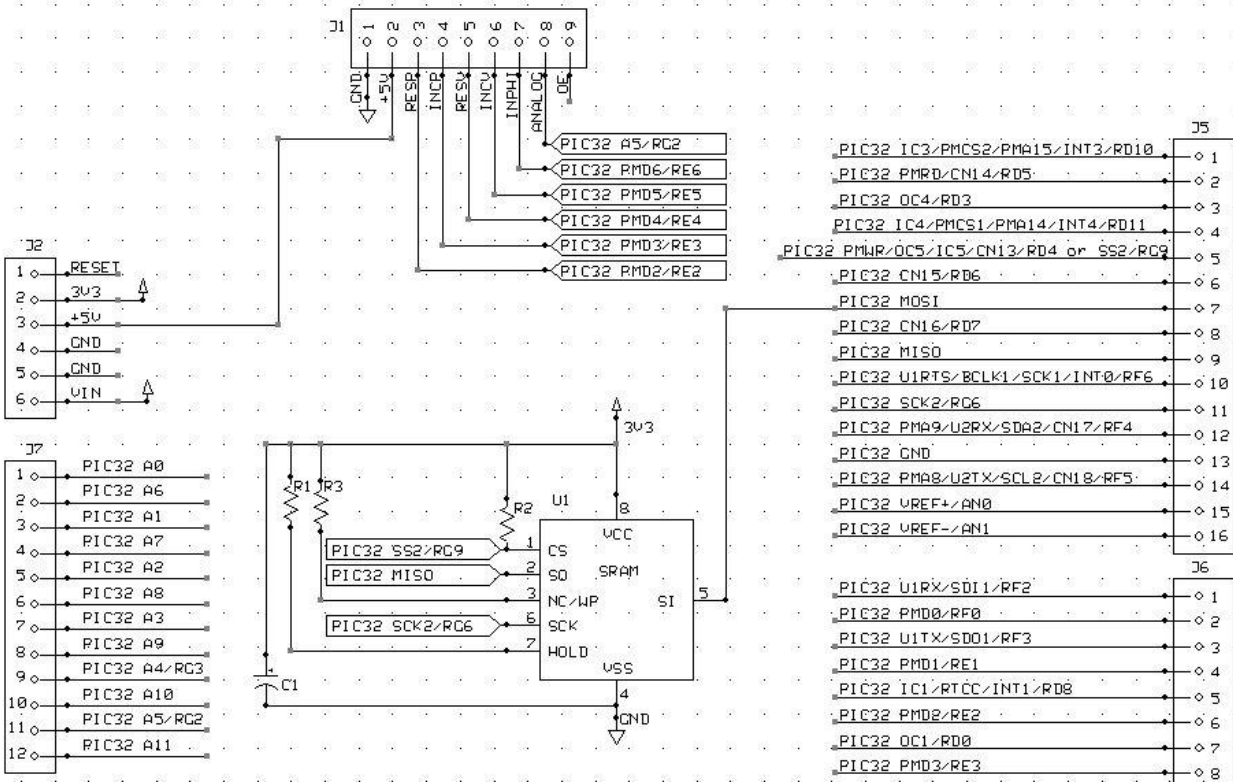 J1
1 2 3 4 5 6 7 8 9
GND
+5V
RESP
INCP
RESV
INCV
INPHI
ANALOG
OE
PIC32 A5/RG2
PIC32 PMD6/RE6
PIC32 PMD5/RE5
PIC32 PMD4/RE4
PIC32 PMD3/RE3
PIC32 PMD2/RE2
J2
1 RESET
2 3V3
3 +5V
4 GND
5 GND
6 VIN
J7
1 PIC32 A0
2 PIC32 A6
3 PIC32 A1
4 PIC32 A7
5 PIC32 A2
6 PIC32 A8
7 PIC32 A3
8 PIC32 A9
9 PIC32 A4/RG3
10 PIC32 A10
11 PIC32 A5/RG2
12 PIC32 A11
3V3
R1
R3
R2
U1
8
VCC
SRAM
PIC32 SS2/RG9 1 CS
PIC32 MISO 2 SO
3 NC/WP
SI 5
PIC32 SCK2/RG6 6 SCK
7 HOLD
VSS
4
GND
C1
J5
PIC32 IC3/PMCS2/PMA15/INT3/RD10 1
PIC32 PMRD/CN14/RD5 2
PIC32 OC4/RD3 3
PIC32 IC4/PMCS1/PMA14/INT4/RD11 4
PIC32 PMWR/OC5/IC5/CN13/RD4 or SS2/RG9 5
PIC32 CN15/RD6 6
PIC32 MOSI 7
PIC32 CN16/RD7 8
PIC32 MISO 9
PIC32 U1RTS/BCLK1/SCK1/INT0/RF6 10
PIC32 SCK2/RG6 11
PIC32 PMA9/U2RX/SDA2/CN17/RF4 12
PIC32 GND 13
PIC32 PMA8/U2TX/SCL2/CN18/RF5 14
PIC32 VREF+/AN0 15
PIC32 VREF-/AN1 16
J6
PIC32 U1RX/SDI1/RF2 1
PIC32 PMD0/RF0 2
PIC32 U1TX/SDO1/RF3 3
PIC32 PMD1/RE1 4
PIC32 IC1/RTCC/INT1/RD8 5
PIC32 PMD2/RE2 6
PIC32 OC1/RD0 7
PIC32 PMD3/RE3 8